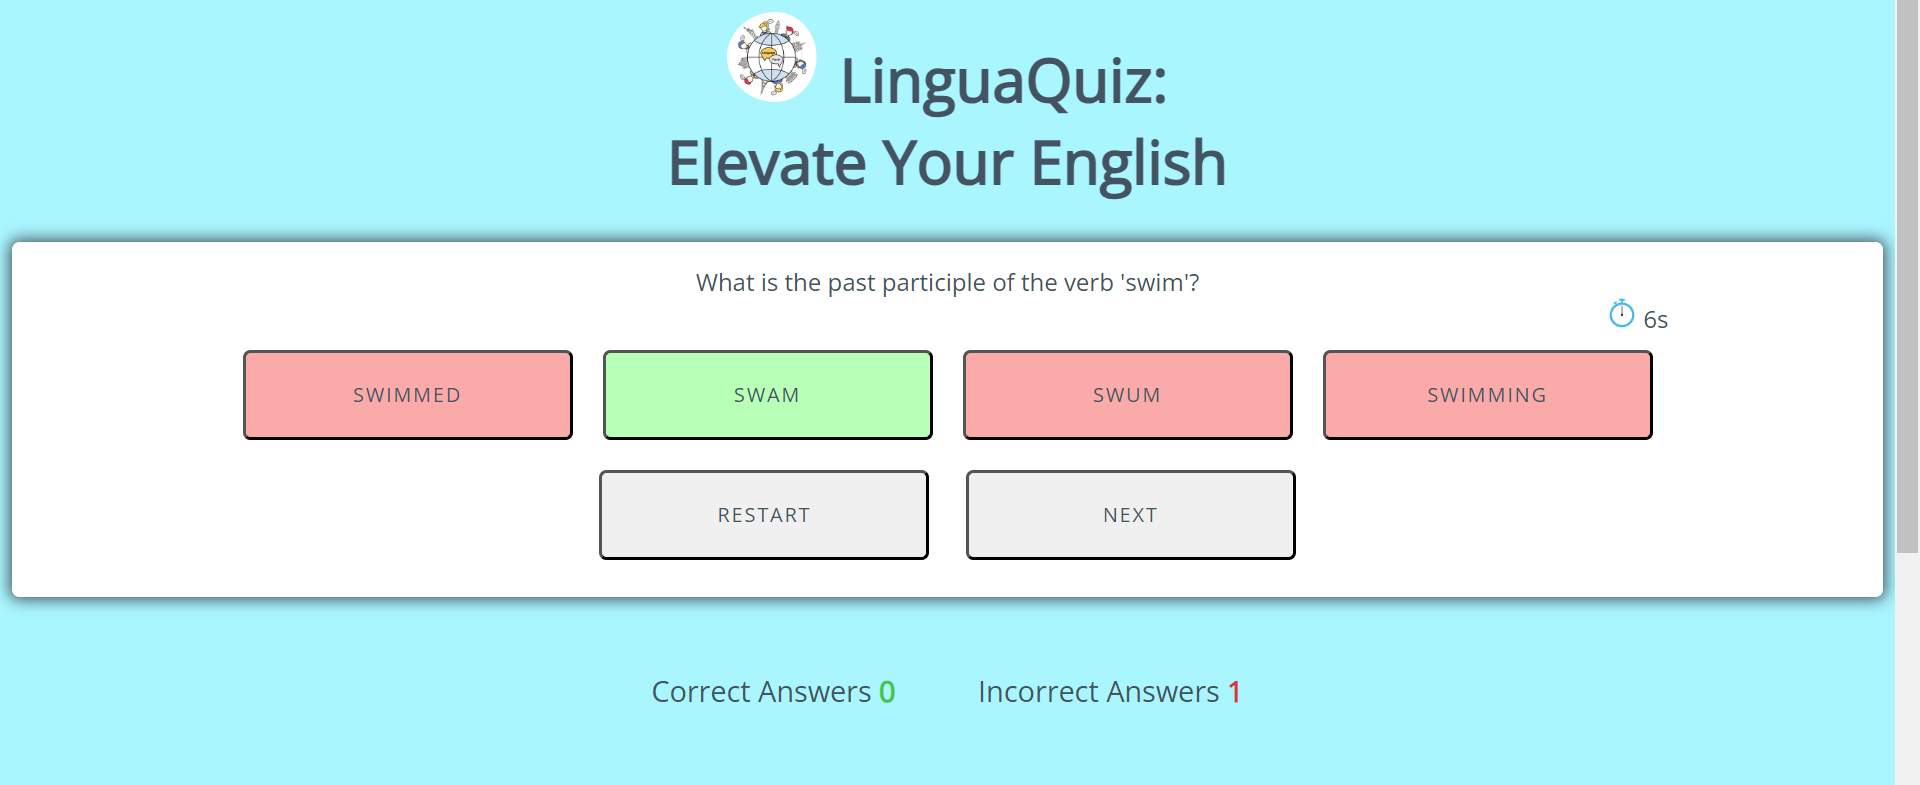 LinguaQuiz:
Elevate Your English
What is the past participle of the verb 'swim'?
6s
SWIMMED
SWAM
SWUM
SWIMMING
RESTART
NEXT
Correct Answers 0
Incorrect Answers 1